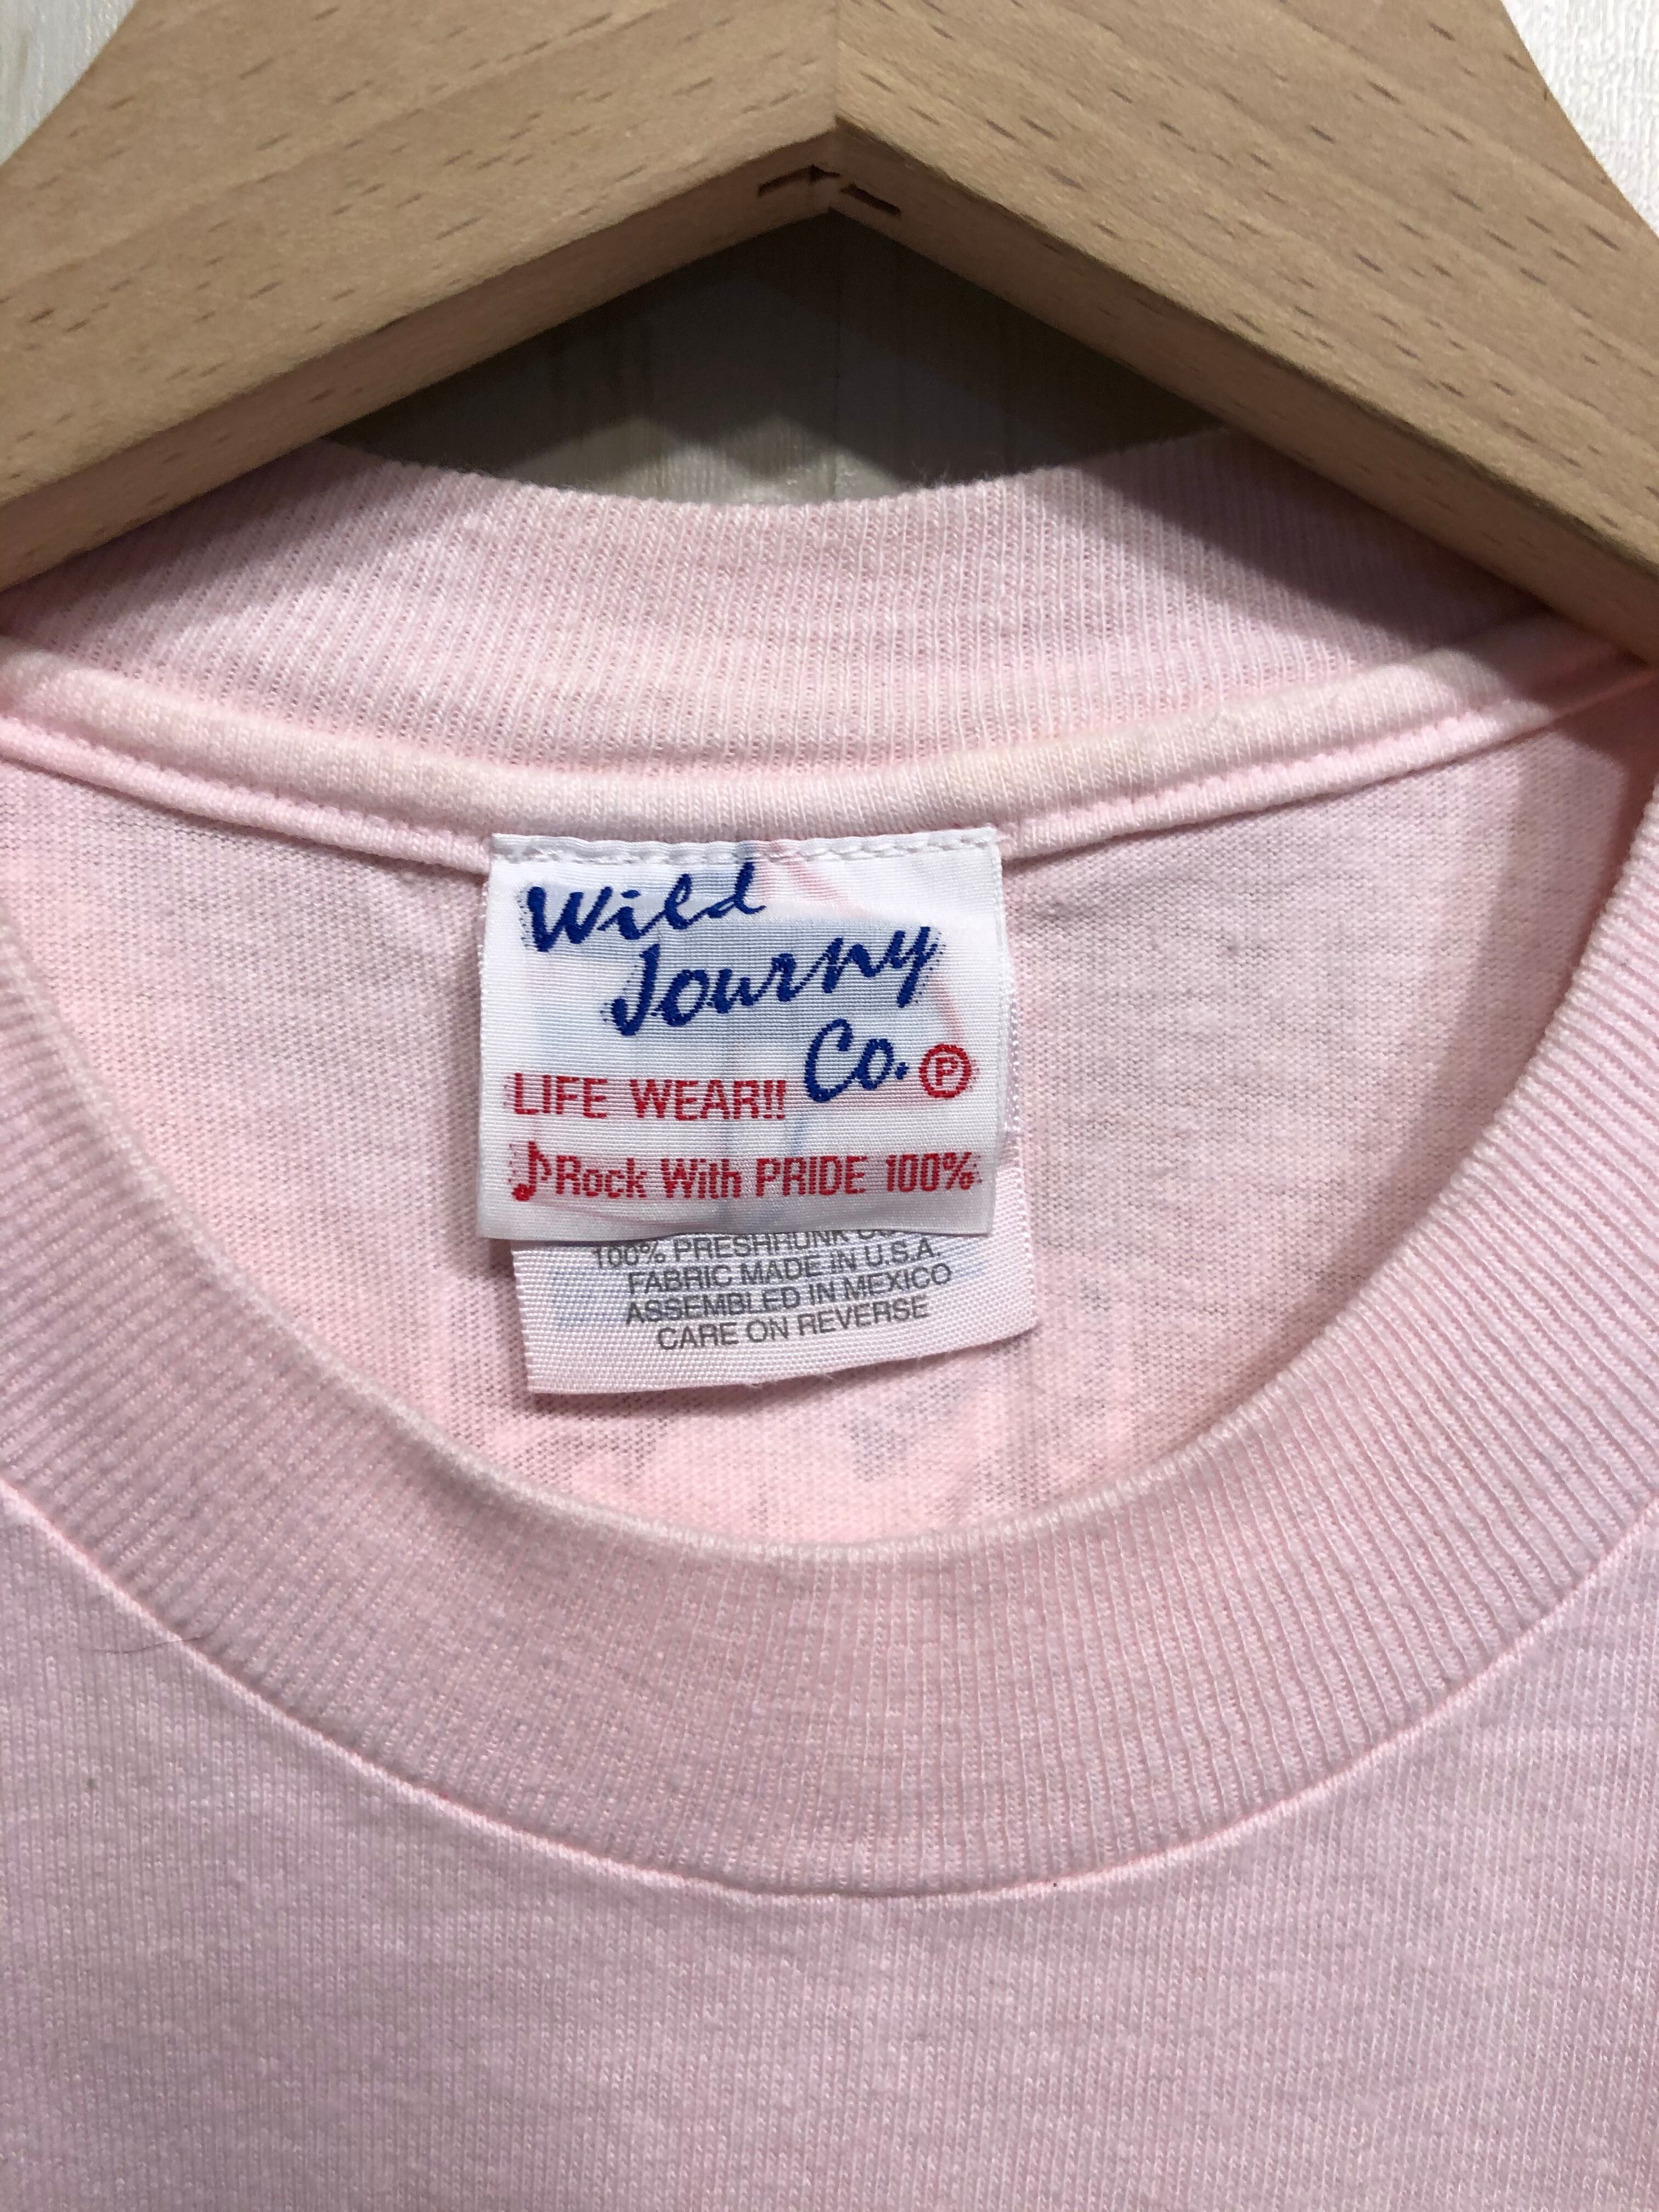 Wild
Journy
Co. Ⓟ
LIFE WEAR!!
♪Rock With PRIDE 100%
100% PRESHRUNK
FABRIC MADE IN U.S.A.
ASSEMBLED IN MEXICO
CARE ON REVERSE